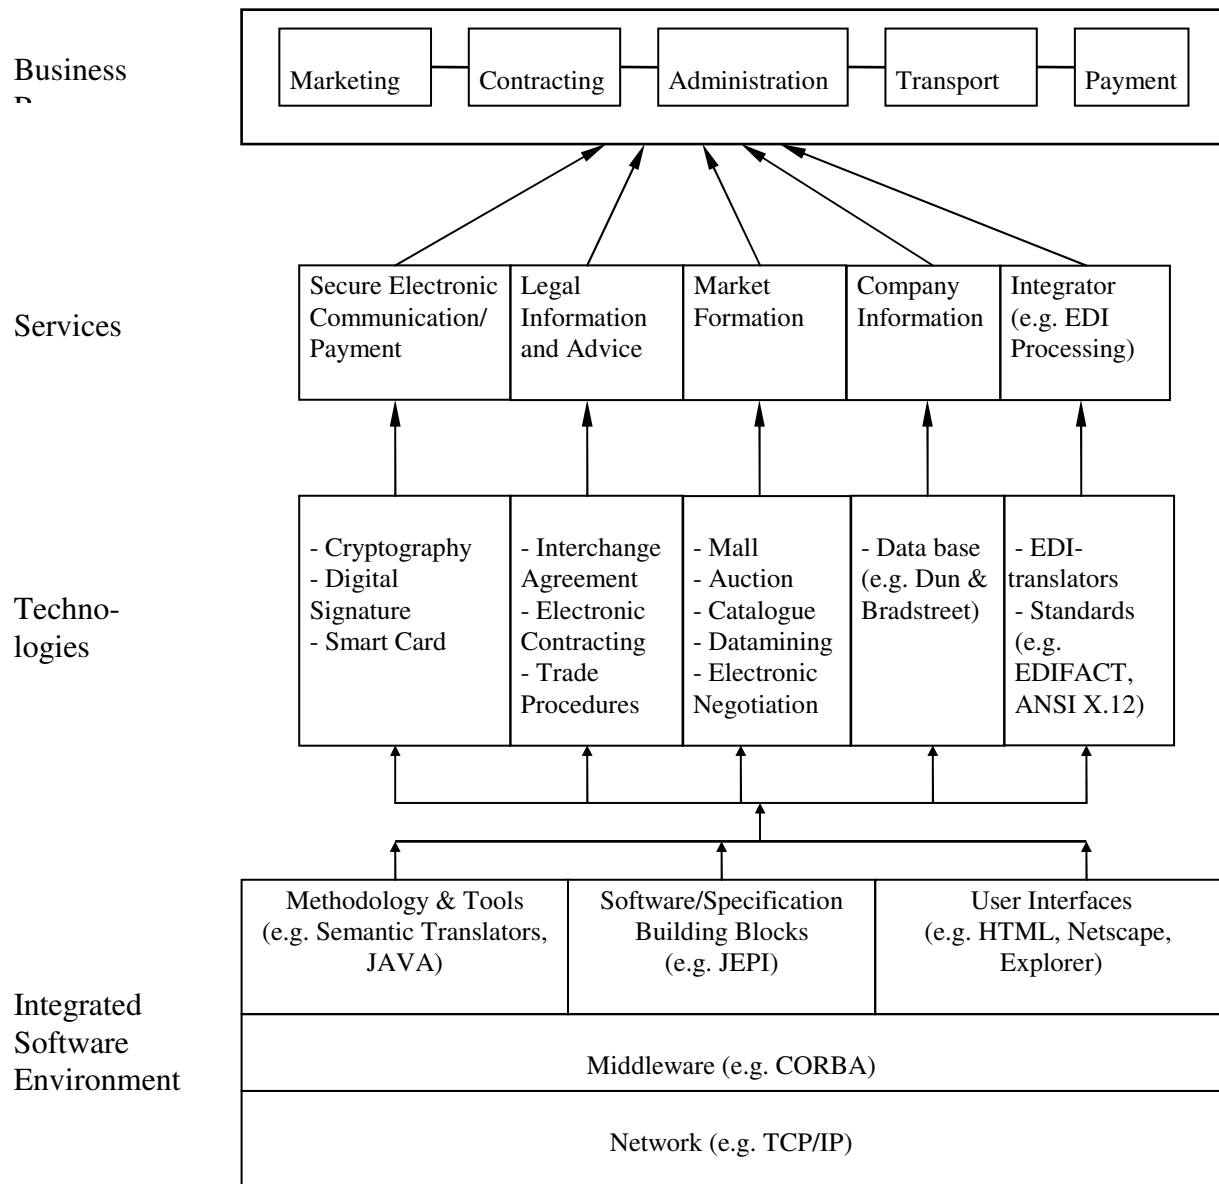 Business
Marketing
Contracting
Administration
Transport
Payment
Services
Secure Electronic
Communication/
Payment
Legal
Information
and Advice
Market
Formation
Company
Information
Integrator
(e.g. EDI
Processing)
Techno-
logies
- Cryptography
- Digital
Signature
- Smart Card
- Interchange
Agreement
- Electronic
Contracting
- Trade
Procedures
- Mall
- Auction
- Catalogue
- Datamining
- Electronic
Negotiation
- Data base
(e.g. Dun &
Bradstreet)
- EDI-
translators
- Standards
(e.g.
EDIFACT,
ANSI X.12)
Integrated
Software
Environment
Methodology & Tools
(e.g. Semantic Translators,
JAVA)
Software/Specification
Building Blocks
(e.g. JEPI)
User Interfaces
(e.g. HTML, Netscape,
Explorer)
Middleware (e.g. CORBA)
Network (e.g. TCP/IP)